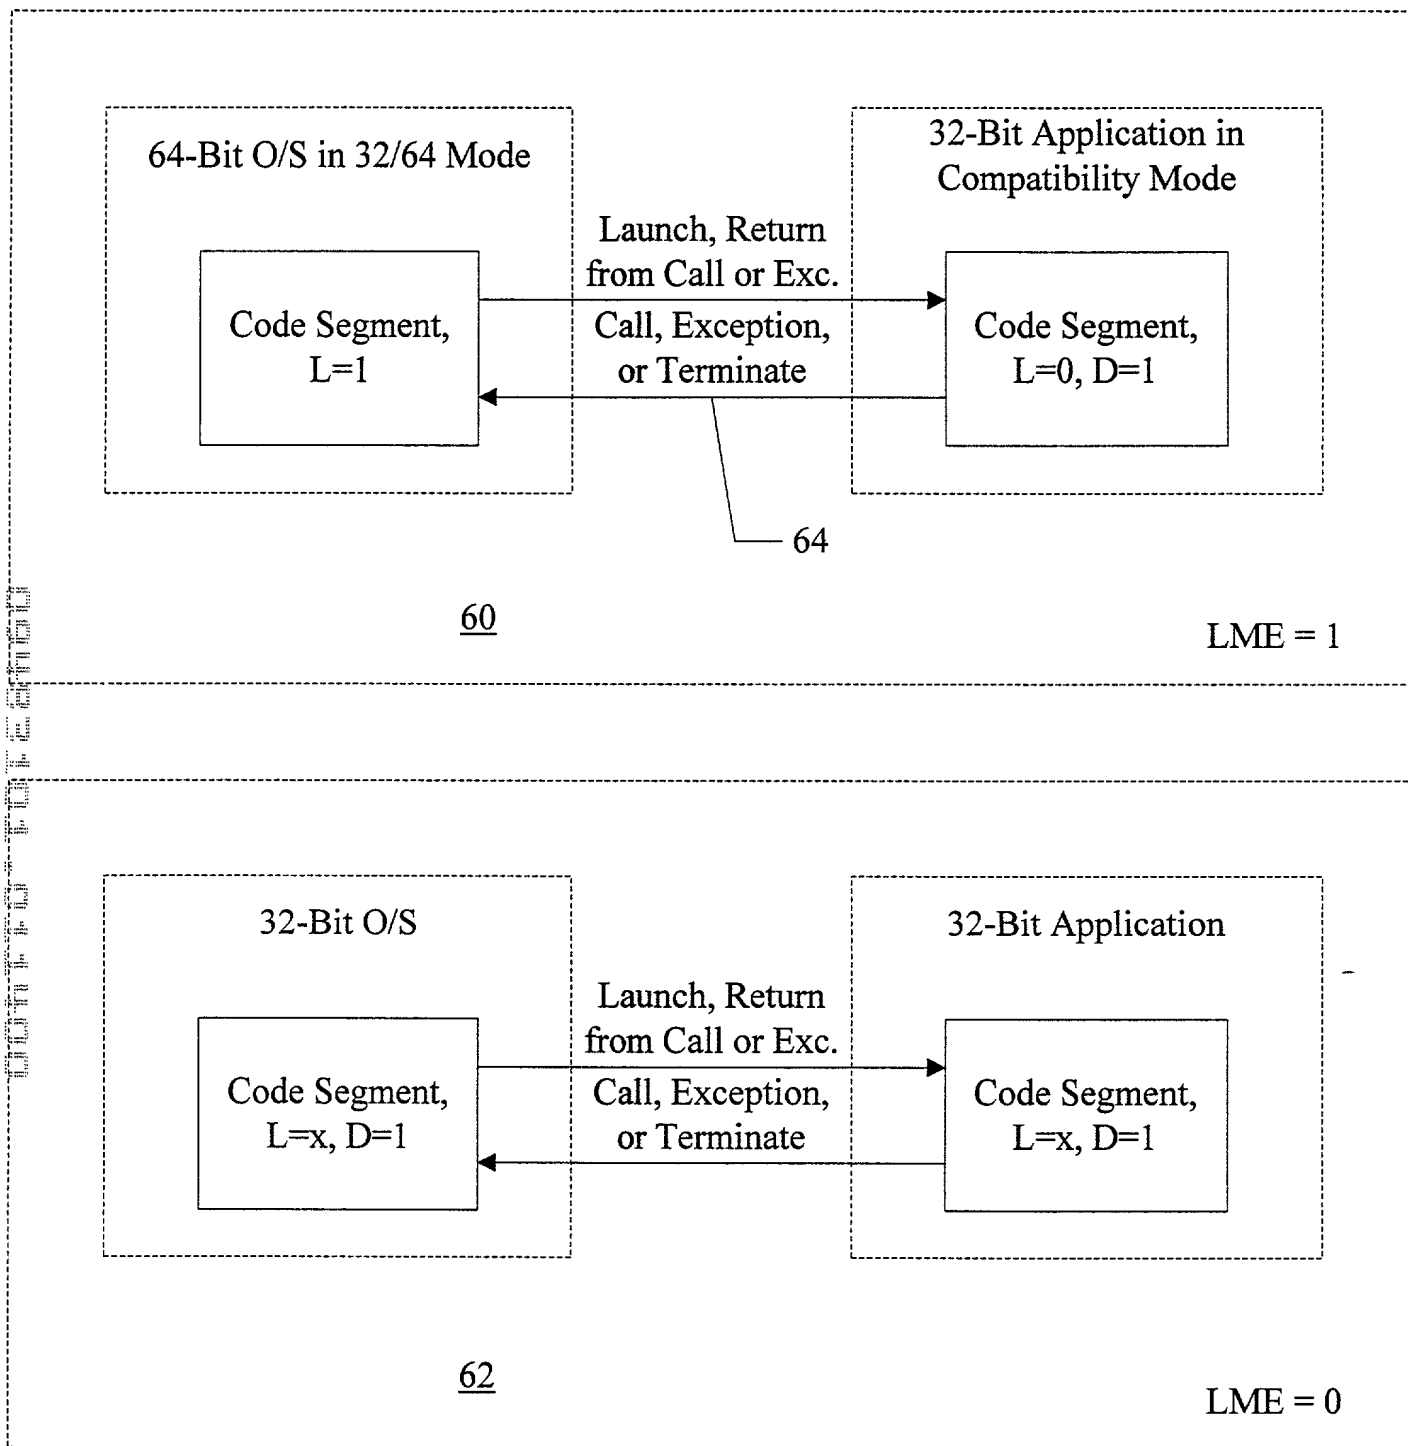 64-Bit O/S in 32/64 Mode
32-Bit Application in
Compatibility Mode
Launch, Return
from Call or Exc.
Code Segment,
L=1
Call, Exception,
or Terminate
Code Segment,
L=0, D=1
64
60
LME = 1
32-Bit O/S
32-Bit Application
Launch, Return
from Call or Exc.
Code Segment,
L=x, D=1
Call, Exception,
or Terminate
Code Segment,
L=x, D=1
62
LME = 0